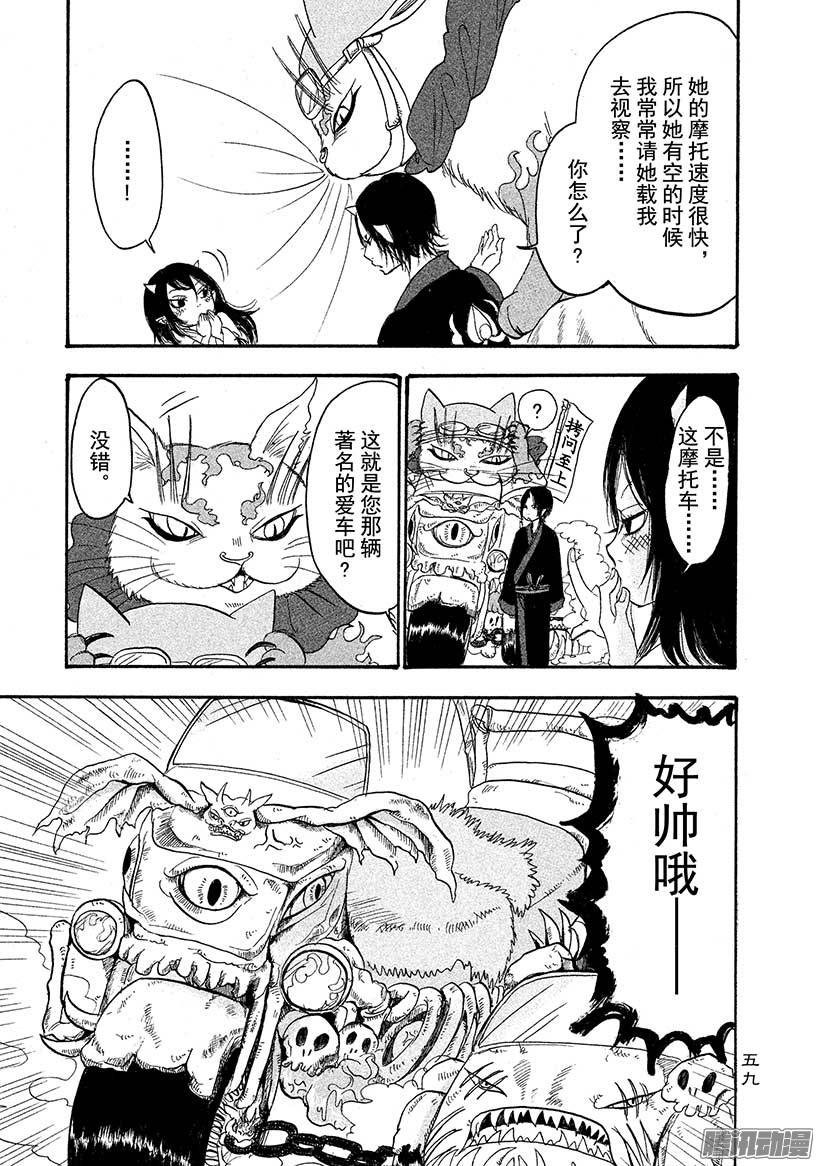 她的摩托速度很快，
所以她有空的时候
我常常请她载我
去视察……
你怎么了？
……！
不是……
这摩托车……
？
拷问至上
这就是您那辆
著名的爱车吧？
没错。
好帅哦——
五九
腾讯动漫